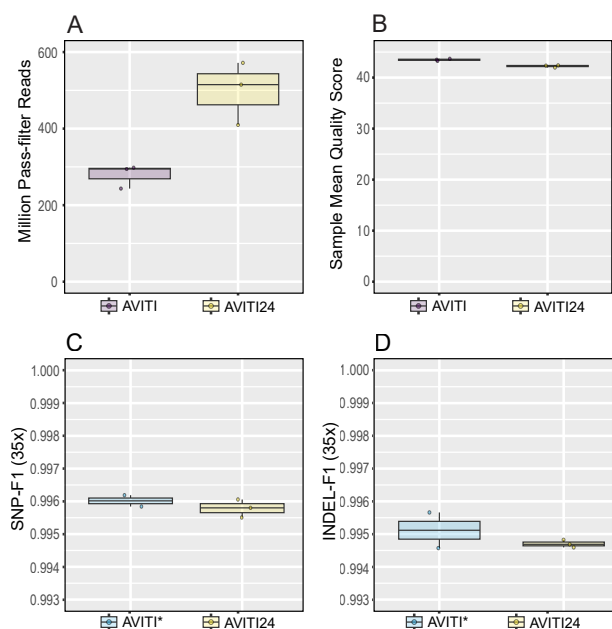 A
Million Pass-filter Reads
600
400
200
0
AVITI
AVITI24
B
Sample Mean Quality Score
40
30
20
10
0
AVITI
AVITI24
C
SNP-F1 (35x)
1.000
0.999
0.998
0.997
0.996
0.995
0.994
0.993
AVITI*
AVITI24
D
INDEL-F1 (35x)
1.000
0.999
0.998
0.997
0.996
0.995
0.994
0.993
AVITI*
AVITI24